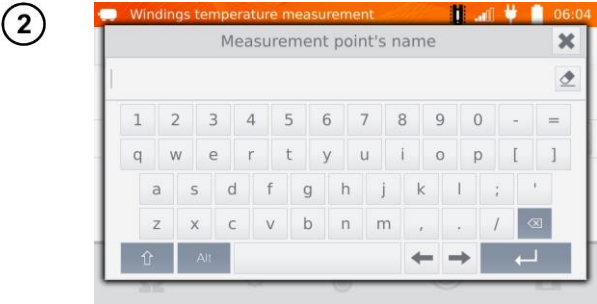 2
Windings temperature measurement 06:04
Measurement point's name
1 2 3 4 5 6 7 8 9 0 - =
q w e r t y u i o p [ ]
a s d f g h j k l ; '
z x c v b n m , . /
Alt